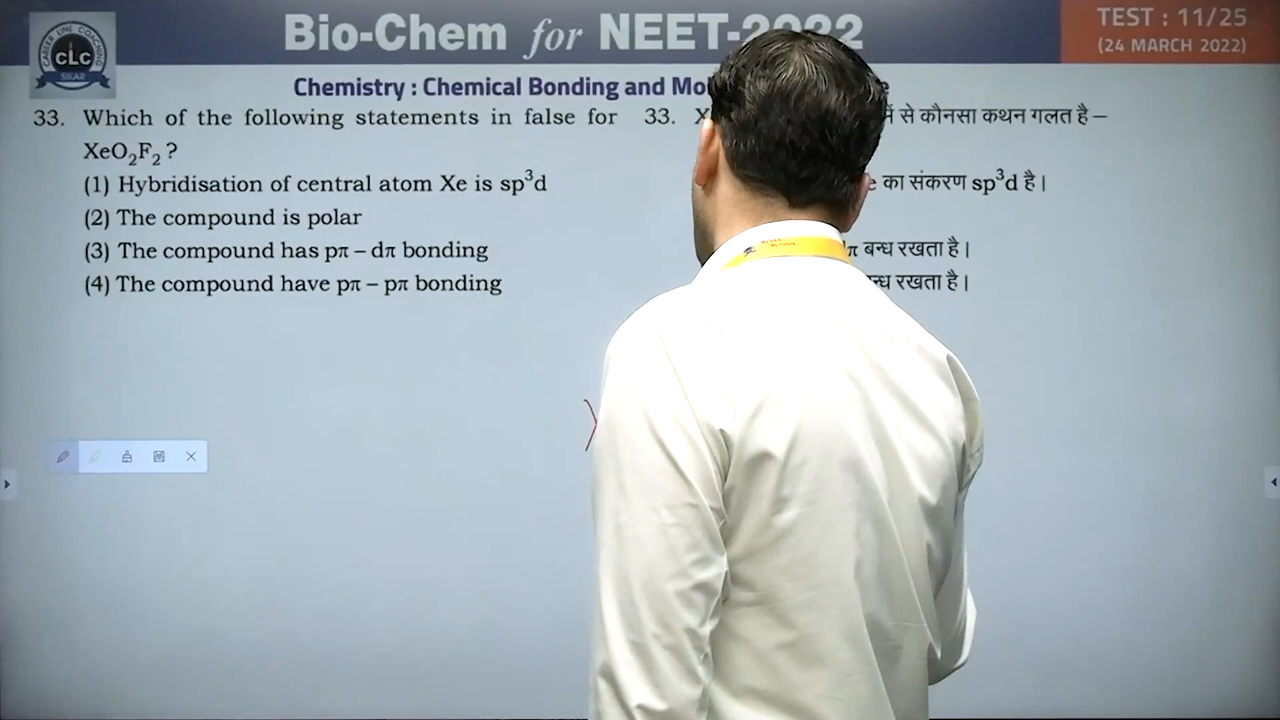 Bio-Chem for NEET-2022
TEST : 11/25
(24 MARCH 2022)
CAREER LINE COACHING
CLC
SIKAR
Chemistry : Chemical Bonding and
33. Which of the following statements in false for
XeO₂F₂ ?
(1) Hybridisation of central atom Xe is sp³d
(2) The compound is polar
(3) The compound has pπ – dπ bonding
(4) The compound have pπ – pπ bonding
33. X
से कौनसा कथन गलत है –
का संकरण sp³d है।
बन्ध रखता है।
रखता है।